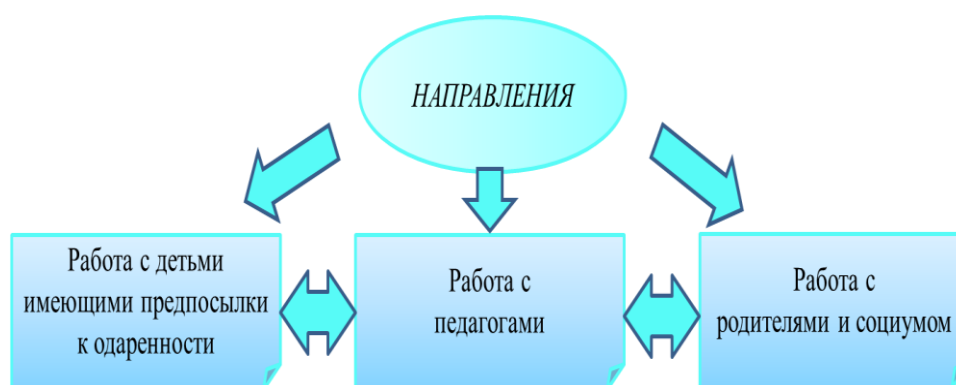 НАПРАВЛЕНИЯ
Работа с детьми
имеющими предпосылки
к одаренности
Работа с
педагогами
Работа с
родителями и социумом